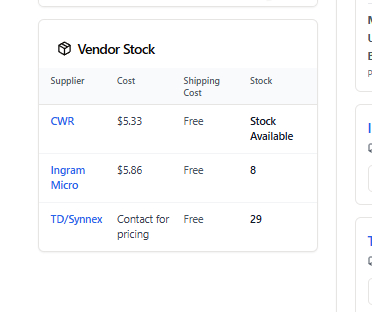 Vendor Stock
Supplier Cost Shipping Cost Stock
CWR $5.33 Free Stock Available
Ingram Micro $5.86 Free 8
TD/Synnex Contact for pricing Free 29